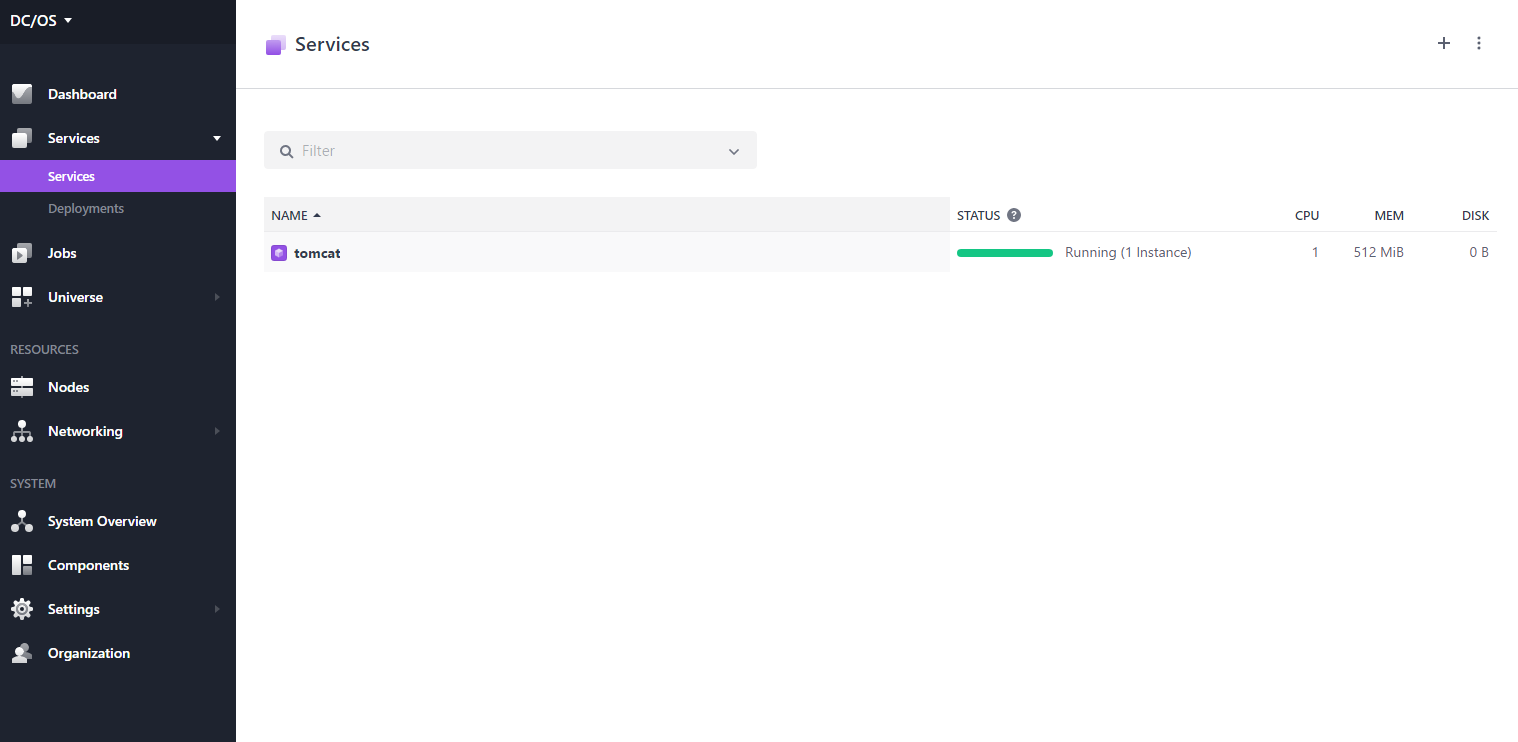 DC/OS
Dashboard
Services
Services
Deployments
Jobs
Universe
RESOURCES
Nodes
Networking
SYSTEM
System Overview
Components
Settings
Organization
Services
Filter
NAME STATUS ? CPU MEM DISK
tomcat Running (1 Instance) 1 512 MiB 0 B